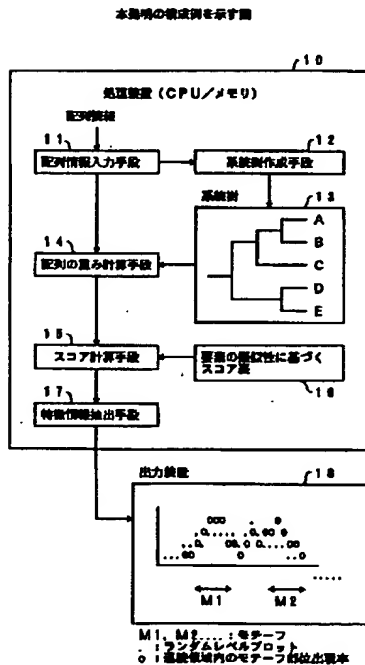 本発明の構成例を示す図
10
処理装置(CPU/メモリ)
配列情報
11
12
配列情報入力手段
系統樹作成手段
13
系統樹
A
B
C
D
E
14
配列の重み計算手段
15
スコア計算手段
要素の類似性に基づくスコア表
16
17
特徴情報抽出手段
出力装置
18
M1
M2
M1, M2....:モチーフ
. :ランダムレベルプロット
o :基配領域内のモチーフ部位出現率